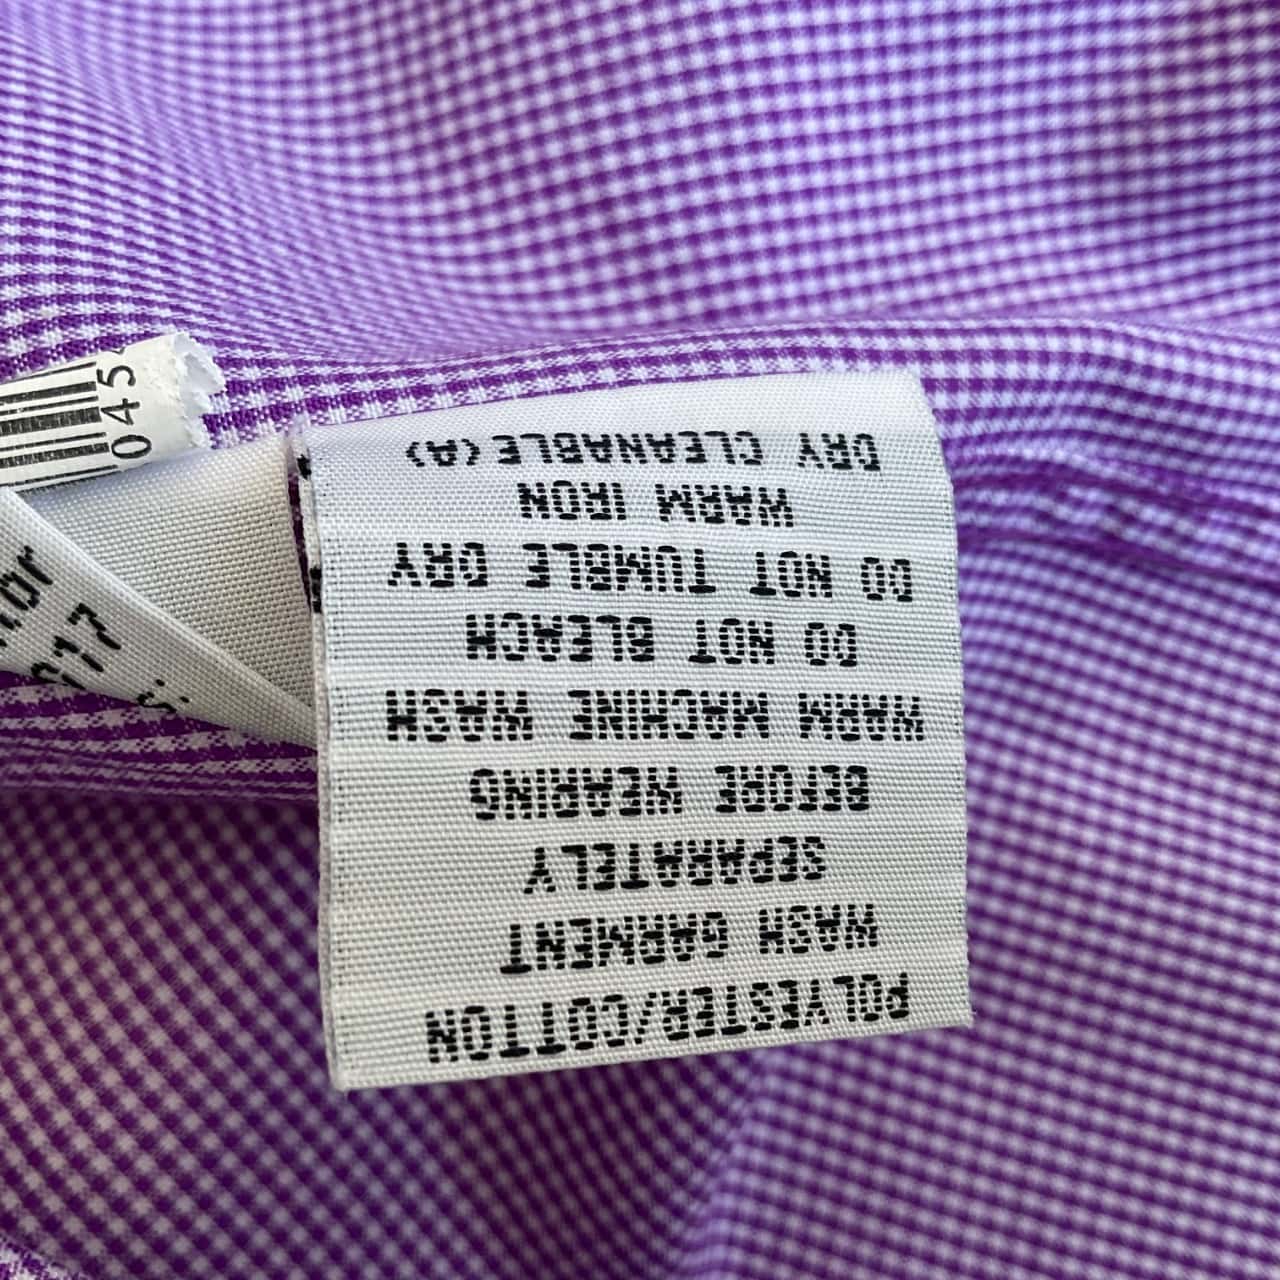 POLYESTER/COTTON
WASH GARMENT
SEPARATELY
BEFORE WEARING
WARM MACHINE WASH
DO NOT BLEACH
DO NOT TUMBLE DRY
WARM IRON
DRY CLEANABLE(A)
045